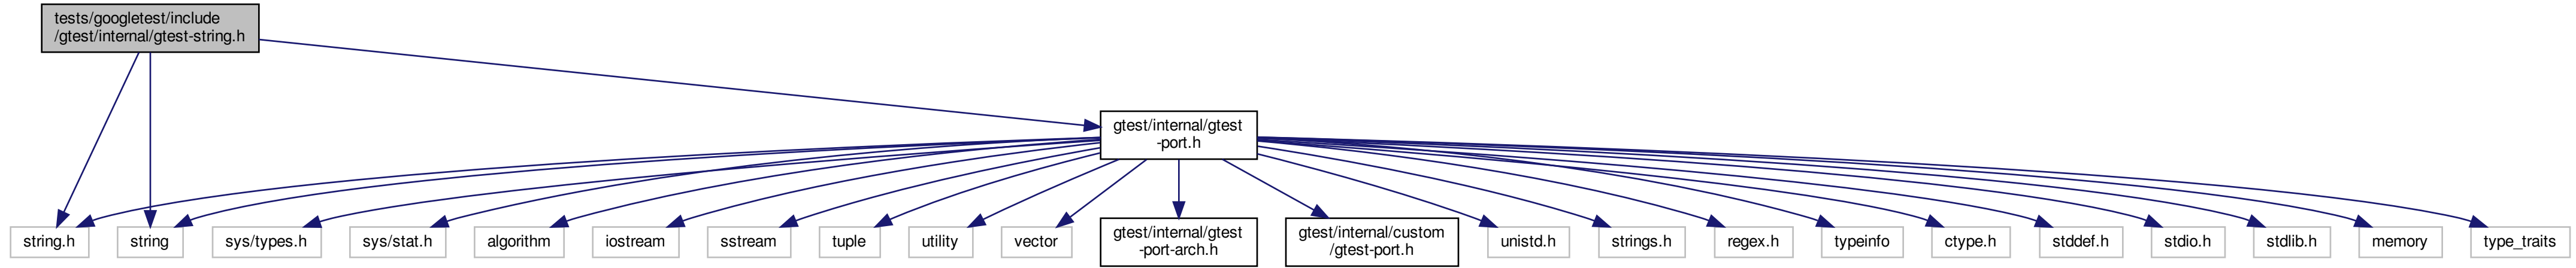 tests/googletest/include
/gtest/internal/gtest-string.h
gtest/internal/gtest
-port.h
string.h
string
sys/types.h
sys/stat.h
algorithm
iostream
sstream
tuple
utility
vector
gtest/internal/gtest
-port-arch.h
gtest/internal/custom
/gtest-port.h
unistd.h
strings.h
regex.h
typeinfo
ctype.h
stddef.h
stdio.h
stdlib.h
memory
type_traits